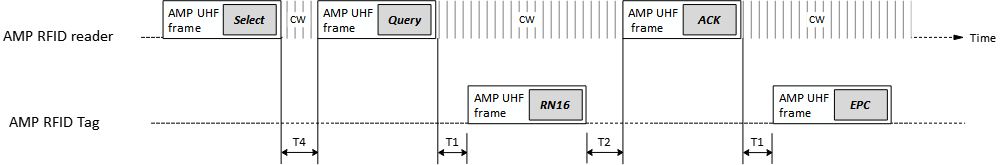 AMP UHF frame Select
CW
AMP UHF frame Query
CW
AMP UHF frame ACK
CW
AMP RFID reader
Time
AMP UHF frame RN16
AMP UHF frame EPC
AMP RFID Tag
T4
T1
T2
T1